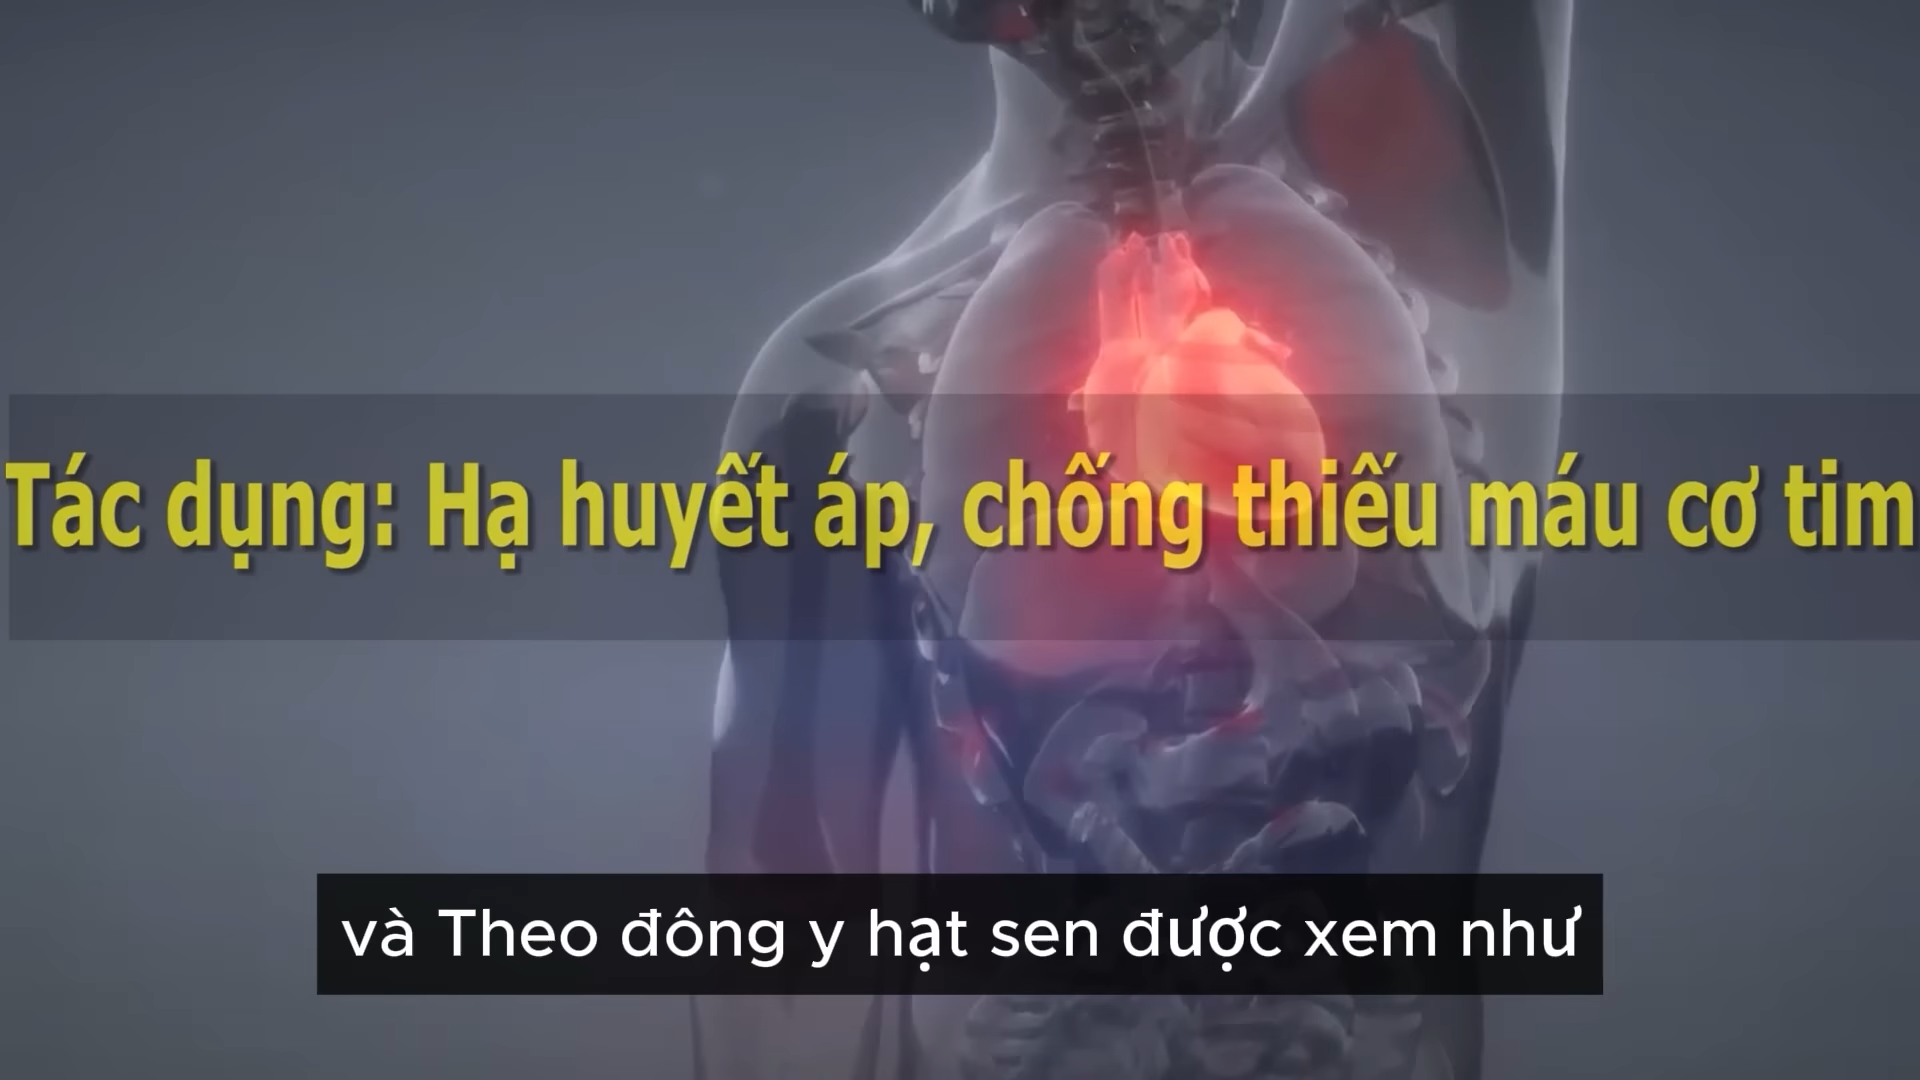 Tác dụng: Hạ huyết áp, chống thiếu máu cơ tim
và Theo đông y hạt sen được xem như